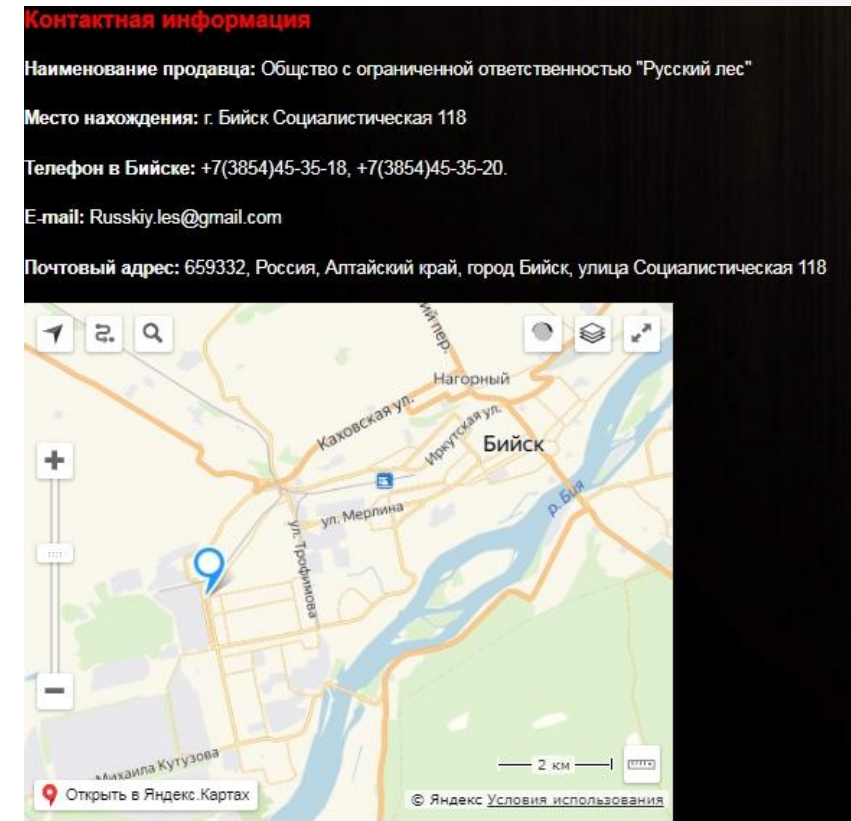 Контактная информация
Наименование продавца: Общство с ограниченной ответственностью "Русский лес"
Место нахождения: г. Бийск Социалистическая 118
Телефон в Бийске: +7(3854)45-35-18, +7(3854)45-35-20.
E-mail: Russkiy.les@gmail.com
Почтовый адрес: 659332, Россия, Алтайский край, город Бийск, улица Социалистическая 118
ий пер.
Нагорный
Каховская ул.
Иркутская ул.
Бийск
р. Бия
ул. Мерлина
ул. Трофимова
Михаила Кутузова
2 км
Открыть в Яндекс.Картах
© Яндекс Условия использования